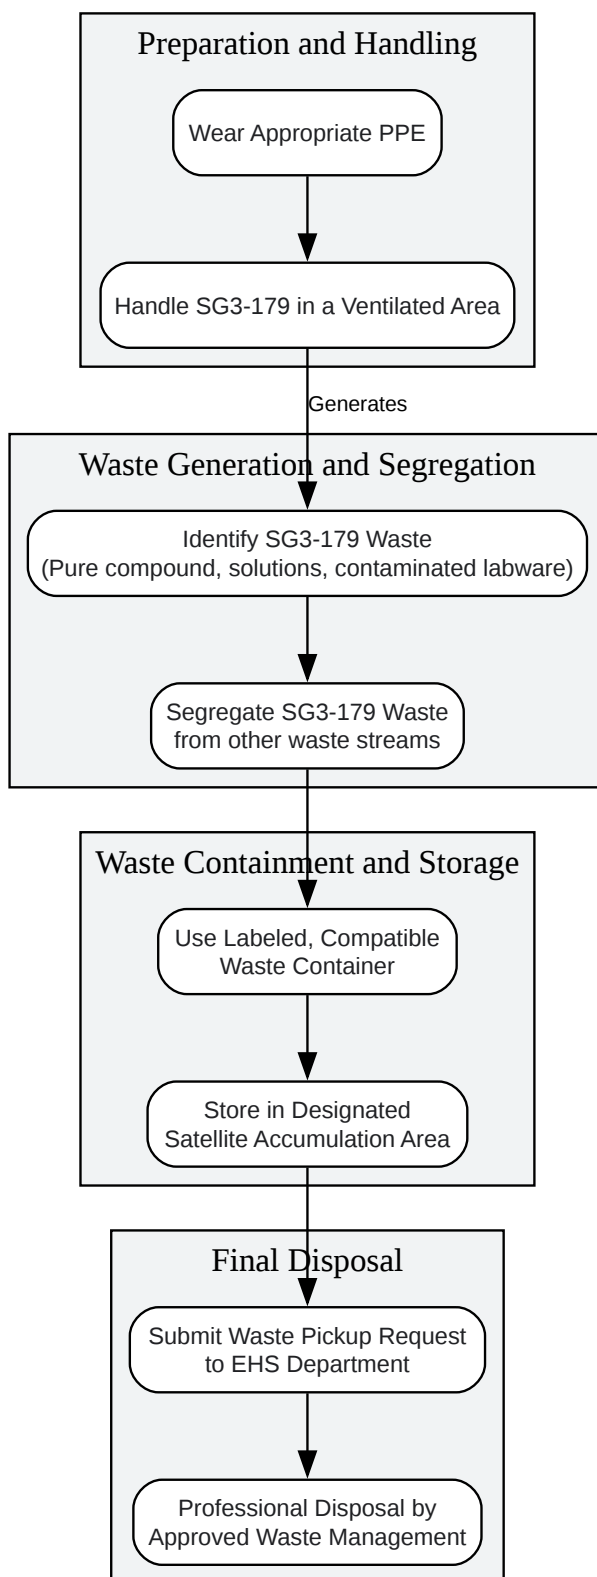 Preparation and Handling
Wear Appropriate PPE
Handle SG3-179 in a Ventilated Area
Generates
Waste Generation and Segregation
Identify SG3-179 Waste
(Pure compound, solutions, contaminated labware)
Segregate SG3-179 Waste
from other waste streams
Waste Containment and Storage
Use Labeled, Compatible
Waste Container
Store in Designated
Satellite Accumulation Area
Final Disposal
Submit Waste Pickup Request
to EHS Department
Professional Disposal by
Approved Waste Management